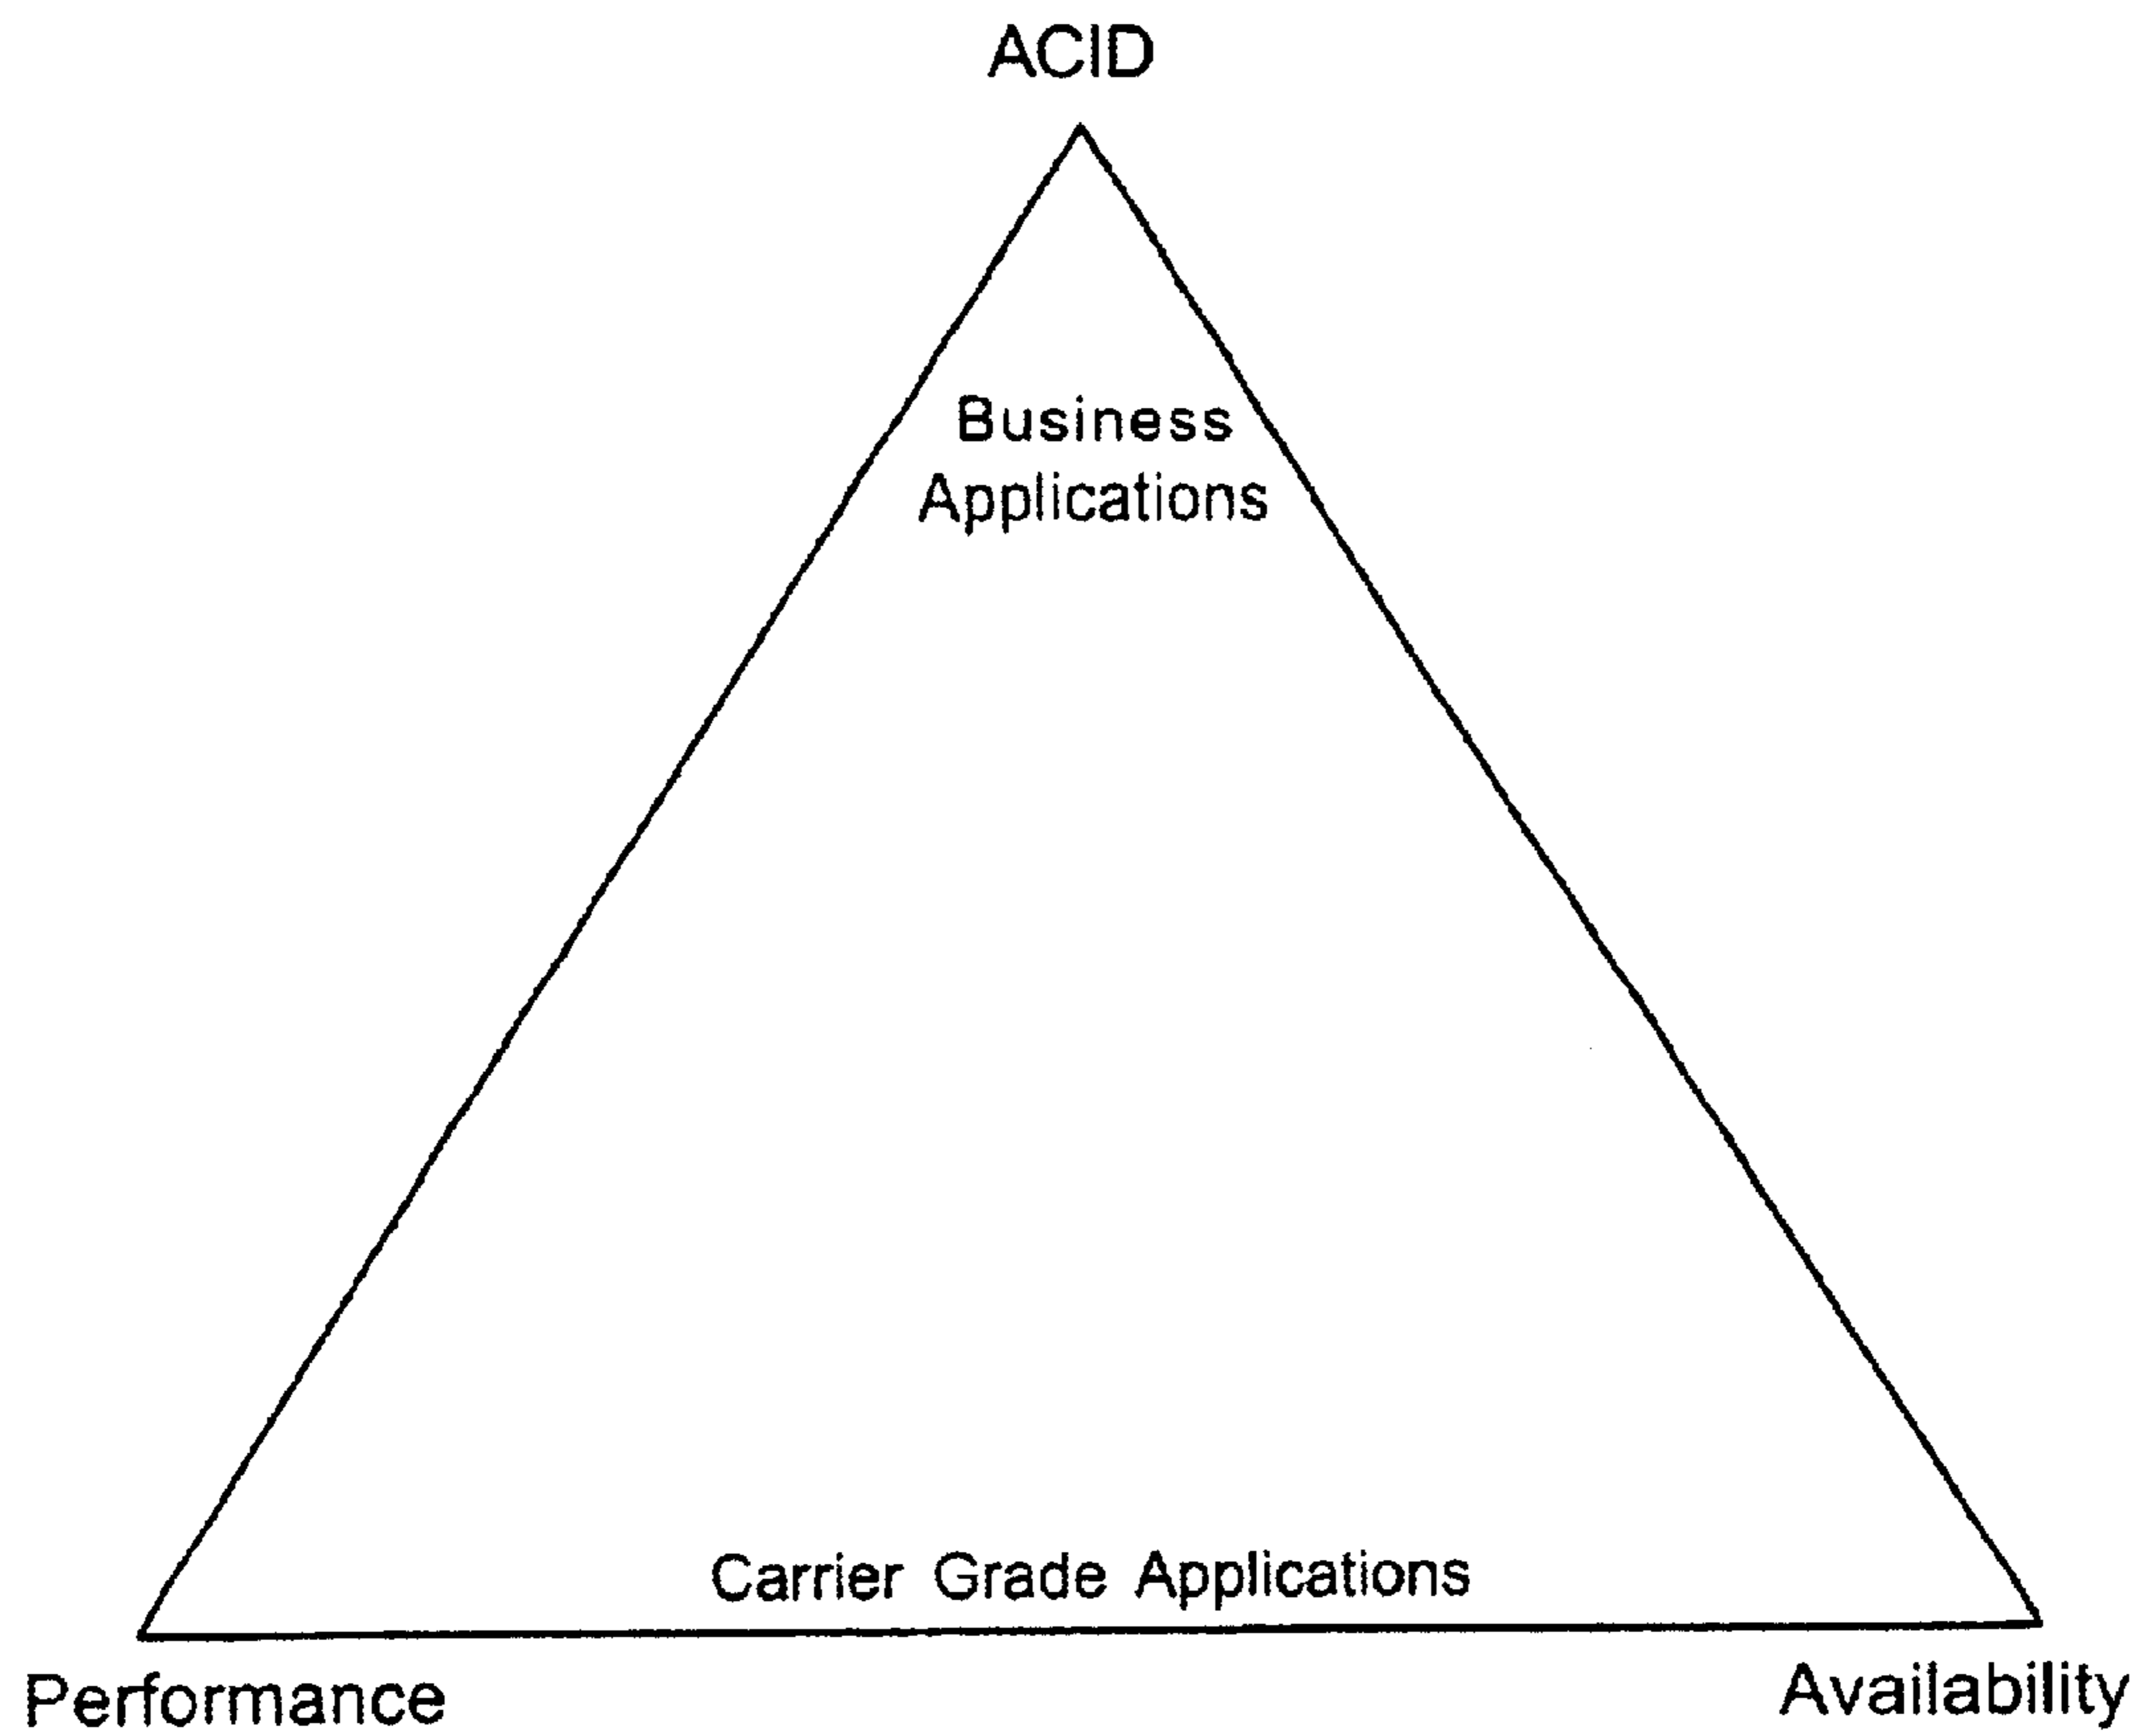 ACID
Business
Applications
Carrier Grade Applications
Performance
Availability